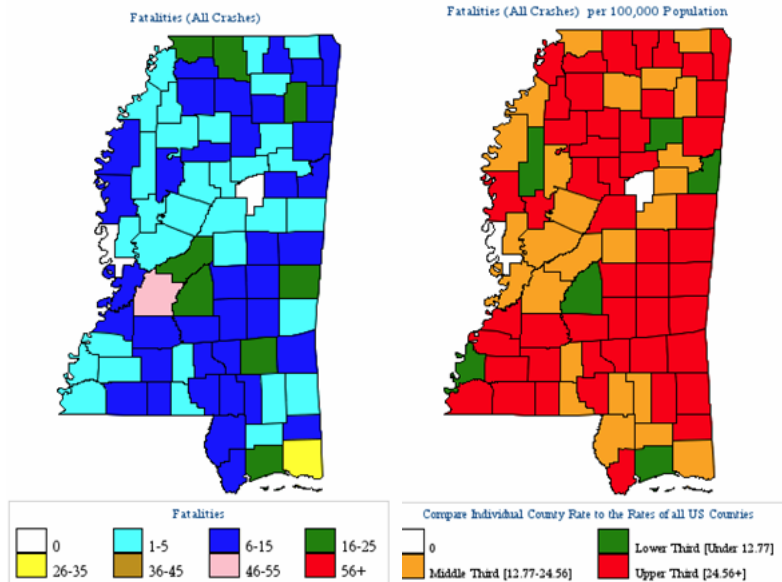 Fatalities (All Crashes)
Fatalities (All Crashes) per 100,000 Population
Fatalities
0
1-5
6-15
16-25
26-35
36-45
46-55
56+
Compare Individual County Rate to the Rates of all US Counties
0
Lower Third [Under 12.77]
Middle Third [12.77-24.56]
Upper Third [24.56+]